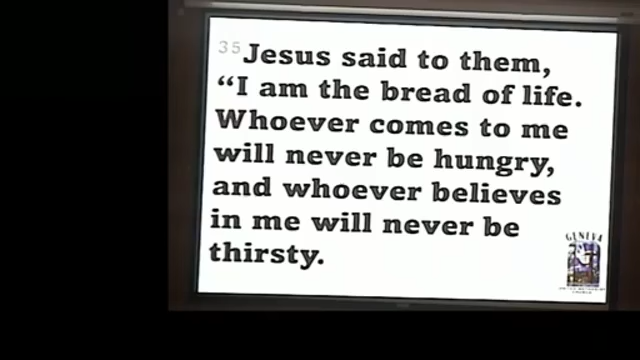 35 Jesus said to them,
“I am the bread of life.
Whoever comes to me
will never be hungry,
and whoever believes
in me will never be
thirsty.
GENEVA